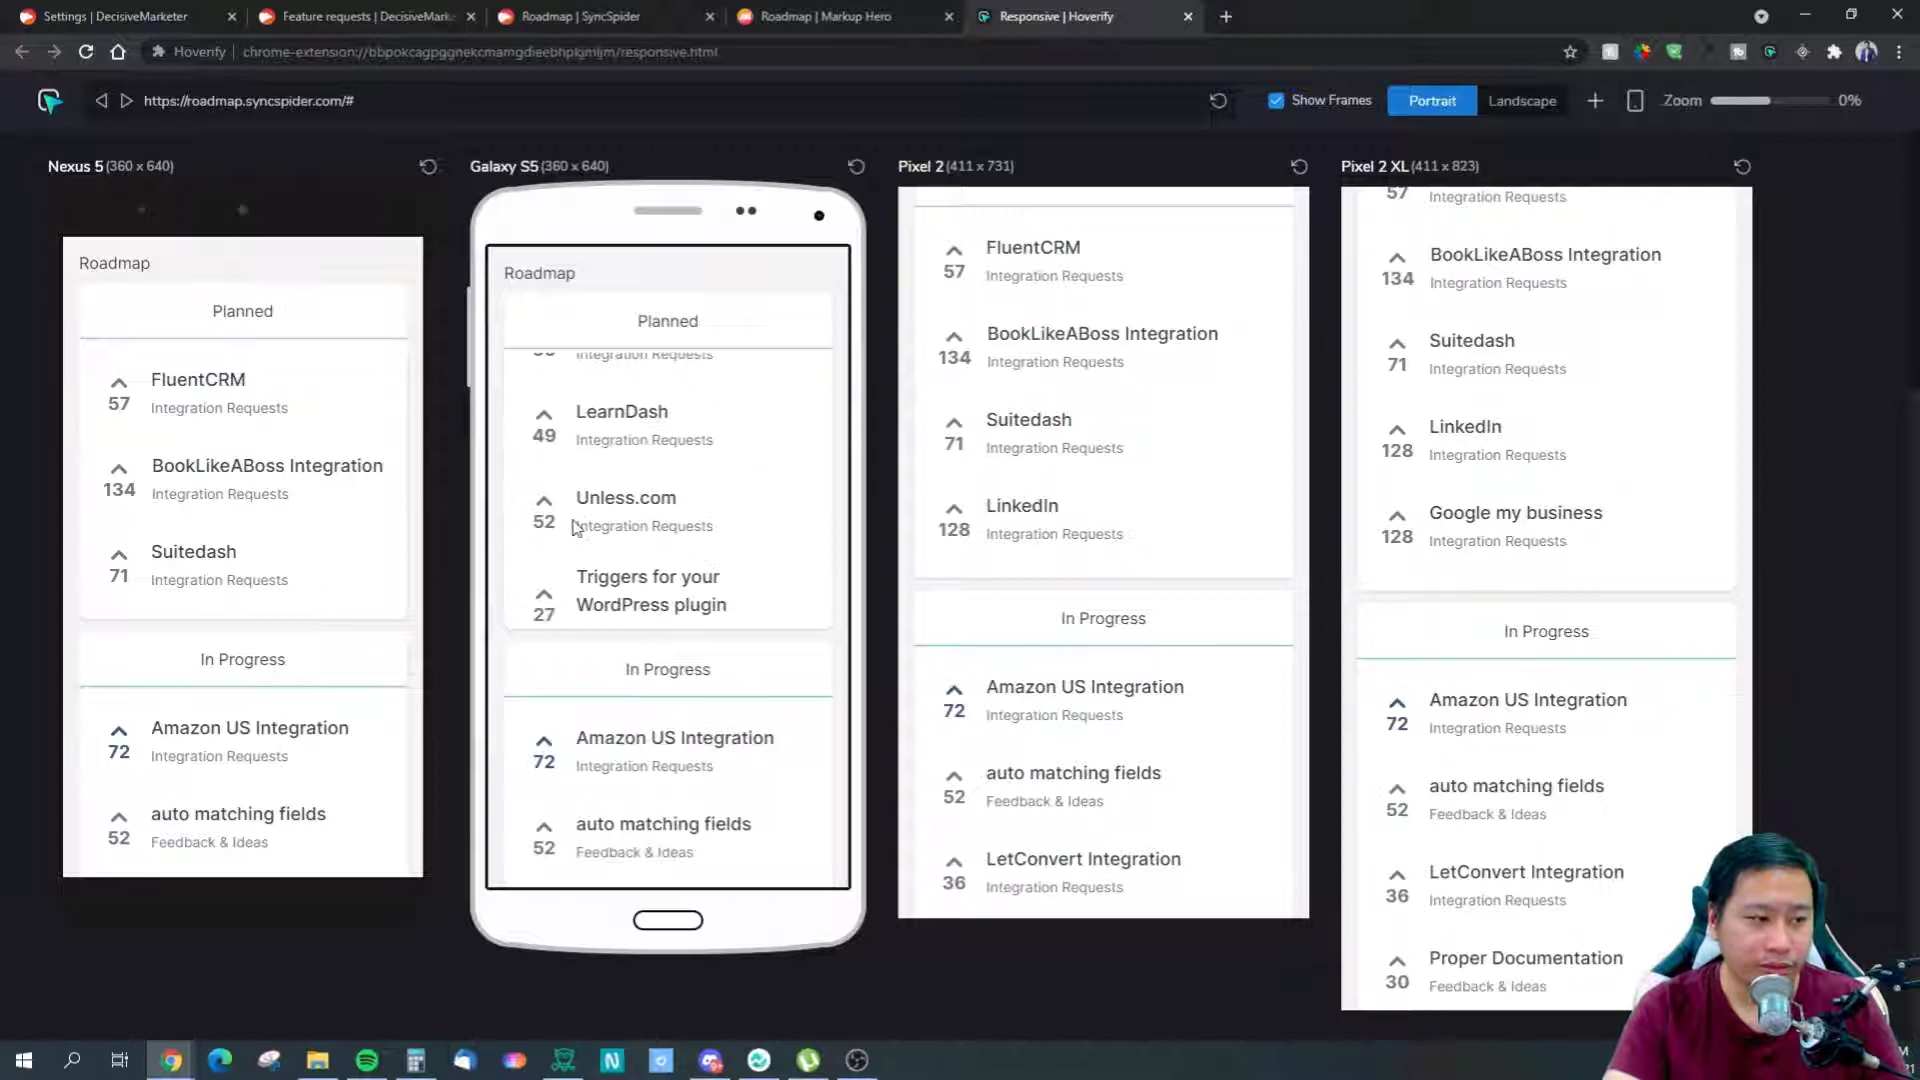 Settings | DecisiveMarketer
Feature requests | DecisiveMark
Roadmap | SyncSpider
Roadmap | Markup Hero
Responsive | Hoverify
Hoverify
chrome-extension://bbpokcagpggnekcmamgdieebhpkjmljm/responsive.html
https://roadmap.syncspider.com/#
Show Frames
Portrait
Landscape
Zoom
0%
Nexus 5 (360 x 640)
Roadmap
Planned
FluentCRM
57
Integration Requests
BookLikeABoss Integration
134
Integration Requests
Suitedash
71
Integration Requests
In Progress
Amazon US Integration
72
Integration Requests
auto matching fields
52
Feedback & Ideas
Galaxy S5 (360 x 640)
Roadmap
Planned
Integration Requests
LearnDash
49
Integration Requests
Unless.com
52
Integration Requests
Triggers for your
WordPress plugin
27
In Progress
Amazon US Integration
72
Integration Requests
auto matching fields
52
Feedback & Ideas
Pixel 2 (411 x 731)
FluentCRM
57
Integration Requests
BookLikeABoss Integration
134
Integration Requests
Suitedash
71
Integration Requests
LinkedIn
128
Integration Requests
In Progress
Amazon US Integration
72
Integration Requests
auto matching fields
52
Feedback & Ideas
LetConvert Integration
36
Integration Requests
Pixel 2 XL (411 x 823)
57
Integration Requests
BookLikeABoss Integration
134
Integration Requests
Suitedash
71
Integration Requests
LinkedIn
128
Integration Requests
Google my business
128
Integration Requests
In Progress
Amazon US Integration
72
Integration Requests
auto matching fields
52
Feedback & Ideas
LetConvert Integration
36
Integration Requests
Proper Documentation
30
Feedback & Ideas